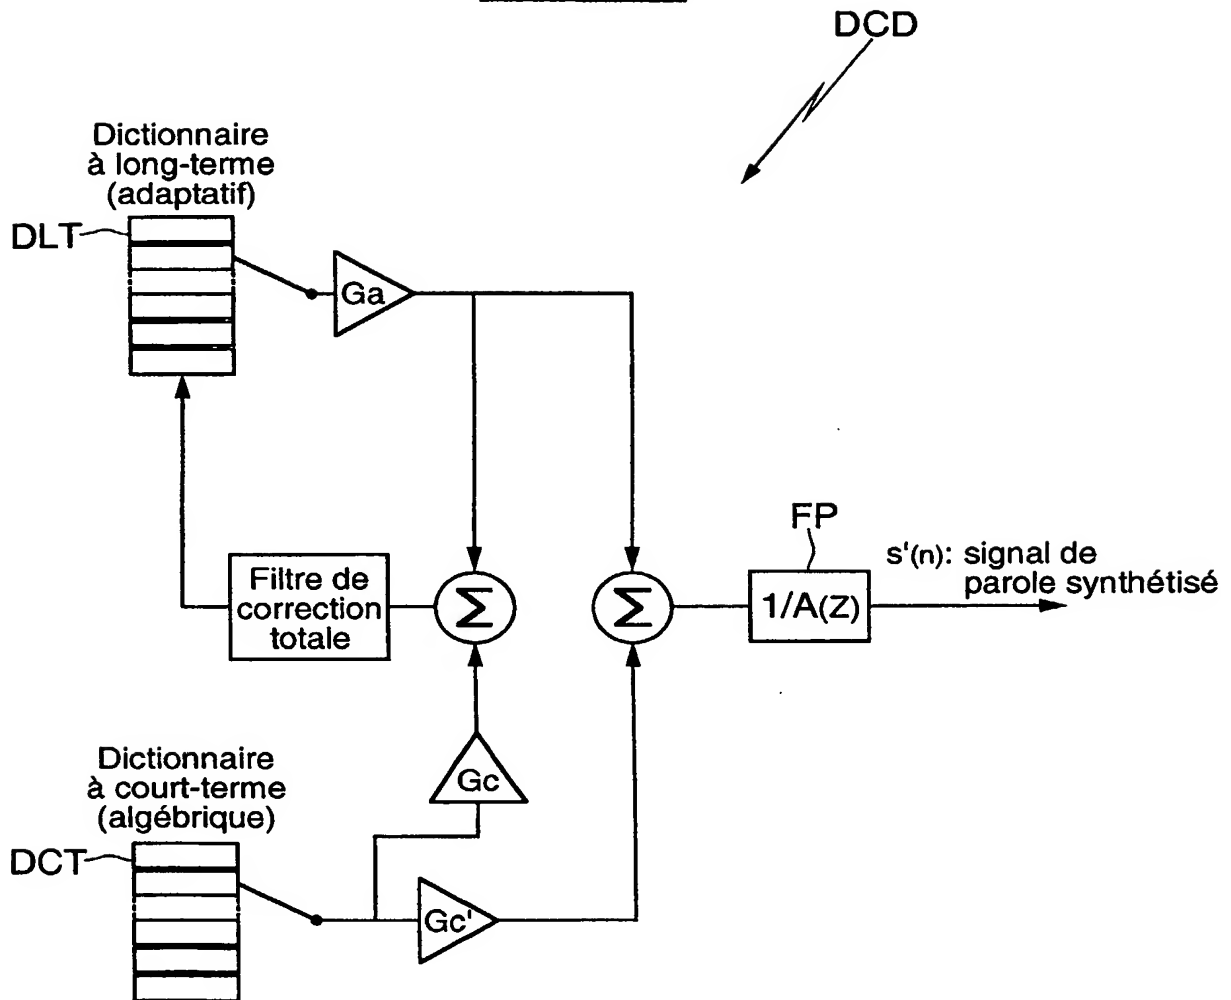 DCD
Dictionnaire
à long-terme
(adaptatif)
DLT
Ga
FP
s'(n): signal de
parole synthétisé
Filtre de
correction
totale
Σ
Σ
1/A(Z)
Dictionnaire
à court-terme
(algébrique)
Gc
DCT
Gc'